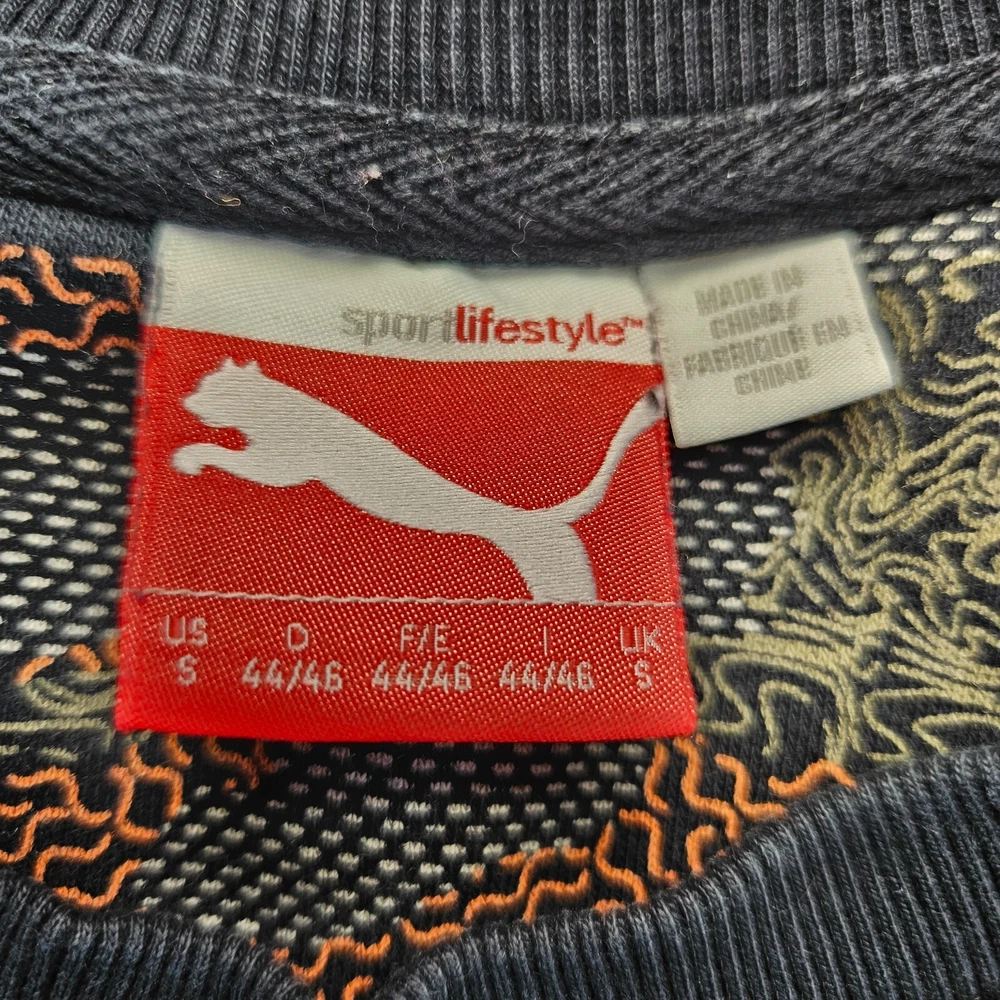 sportlifestyle™
MADE IN
CHINA/
FABRIQUÉ EN
CHINE
US D F/E I UK
S 44/46 44/46 44/46 S